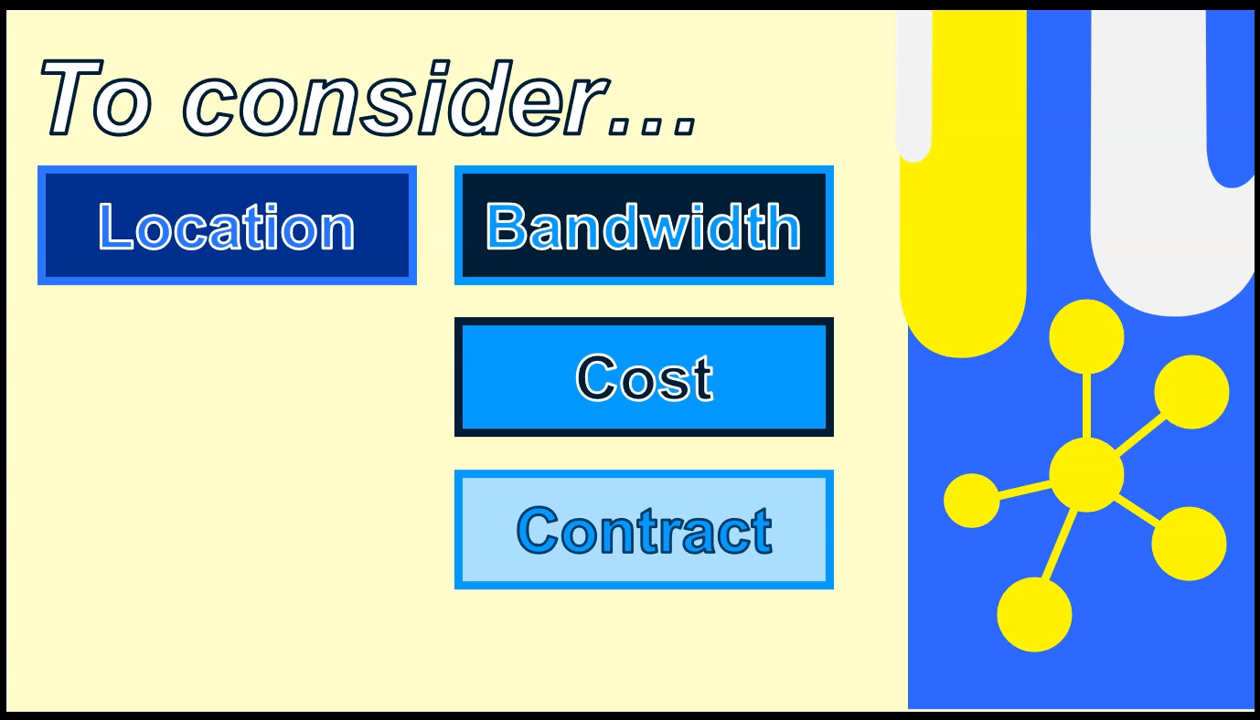 To consider...
Location
Bandwidth
Cost
Contract